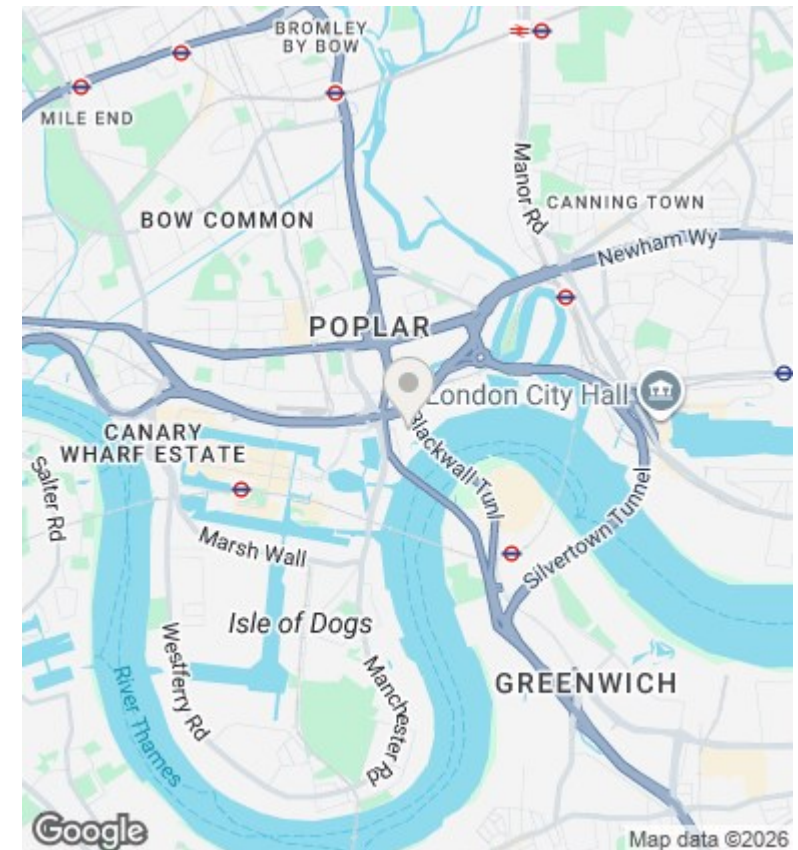 BROMLEY
BY BOW
MILE END
Manor Rd
CANNING TOWN
BOW COMMON
Newham Wy
POPLAR
London City Hall
Blackwall Tunl
CANARY
WHARF ESTATE
Salter Rd
Silvertown Tunnel
Marsh Wall
Isle of Dogs
Westferry Rd
Manchester Rd
River Thames
GREENWICH
Google
Map data ©2026